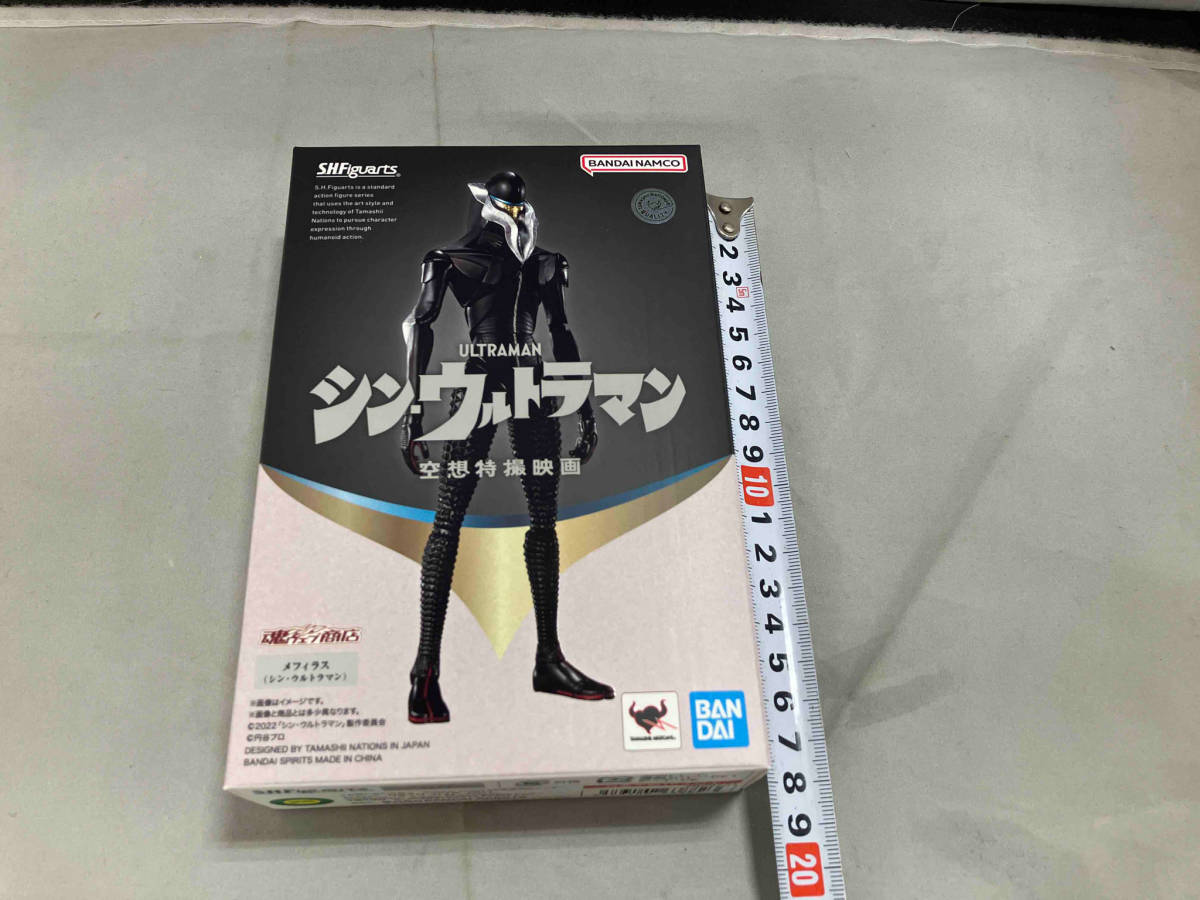 S.H.Figuarts
S.H.Figuarts is a standard
action figure series
that uses the art style and
technology of Tamashii
Nations to pursue character
expression through
humanoid action.
BANDAI NAMCO
ULTRAMAN
シン・ウルトラマン
空想特撮映画
魂ウェブ商店
メフィラス
(シン・ウルトラマン)
※画像はイメージです。
※画像と商品とは多少異なります。
©2022「シン・ウルトラマン」製作委員会
©円谷プロ
DESIGNED BY TAMASHII NATIONS IN JAPAN
BANDAI SPIRITS MADE IN CHINA
TAMASHII NATIONS
BAN
DAI
2
3
4
5
6
7
8
9
10
1
2
3
4
5
6
7
8
9
20